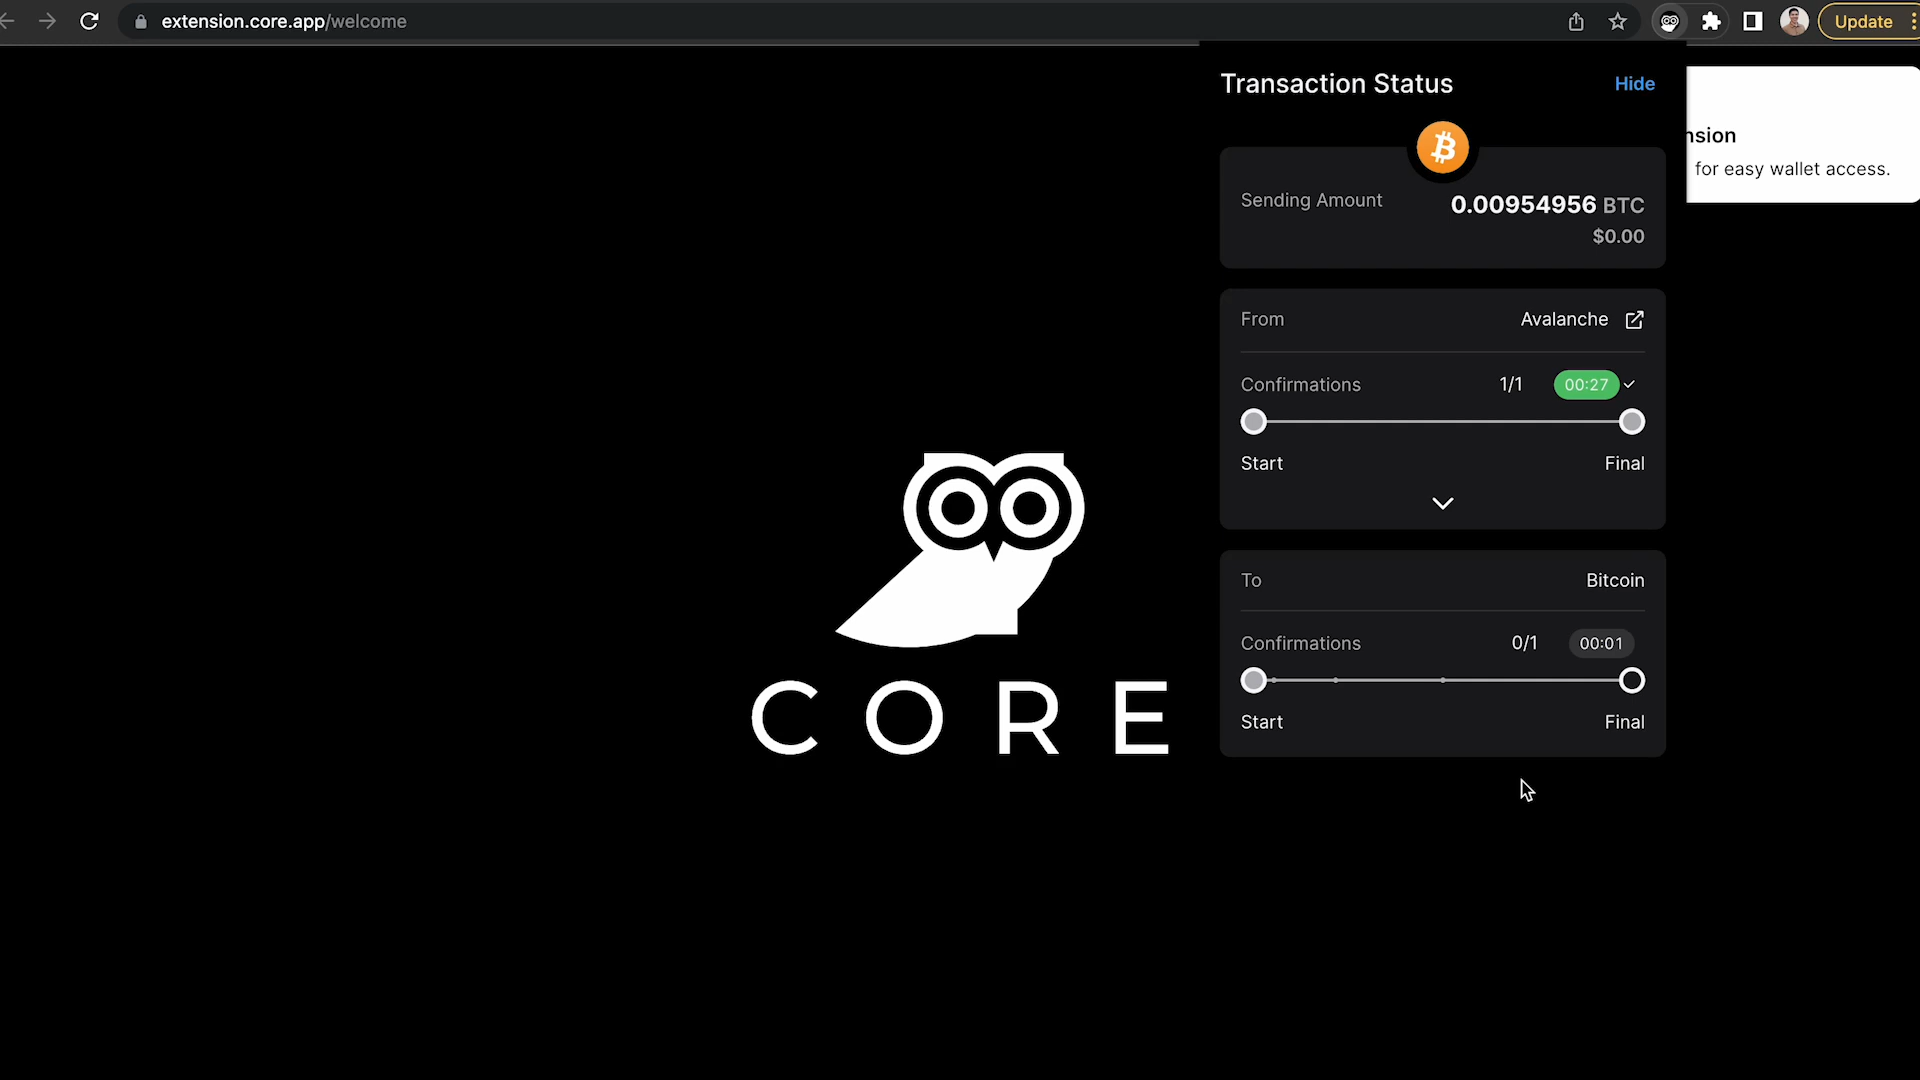 extension.core.app/welcome
Update
Transaction Status
Hide
nsion
for easy wallet access.
Sending Amount
0.00954956 BTC
$0.00
From
Avalanche
Confirmations
1/1
00:27
Start
Final
To
Bitcoin
Confirmations
0/1
00:01
Start
Final
CORE